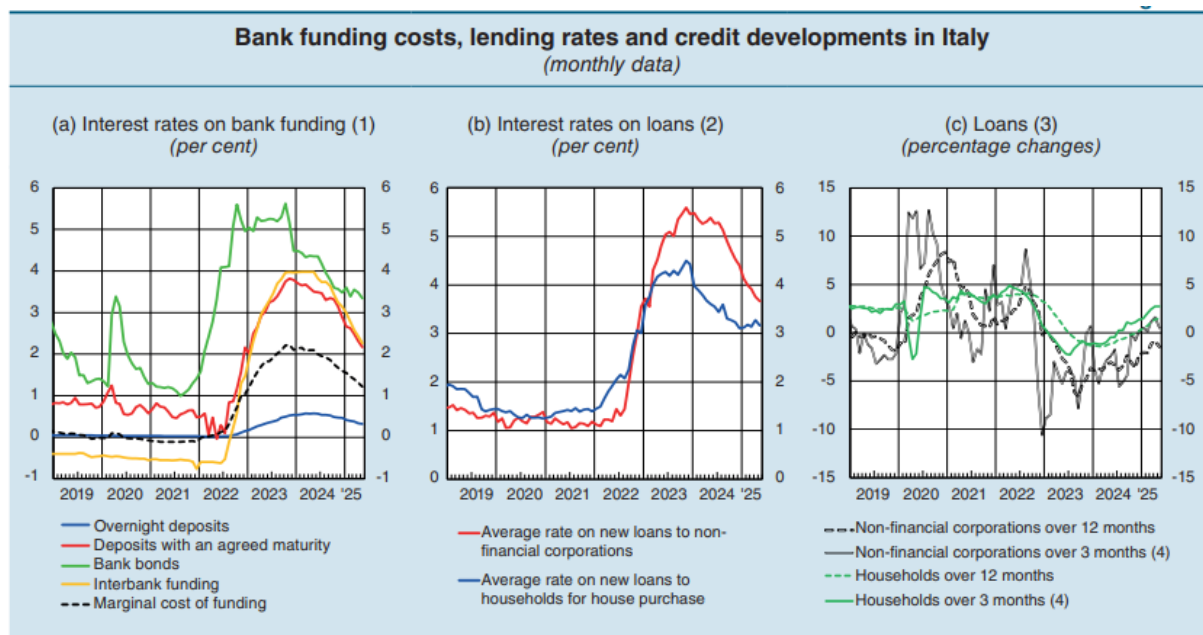 Bank funding costs, lending rates and credit developments in Italy
(monthly data)
(a) Interest rates on bank funding (1)
(per cent)
6
5
4
3
2
1
0
-1
6
5
4
3
2
1
0
-1
2019 2020 2021 2022 2023 2024 '25
Overnight deposits
Deposits with an agreed maturity
Bank bonds
Interbank funding
Marginal cost of funding
(b) Interest rates on loans (2)
(per cent)
6
5
4
3
2
1
0
6
5
4
3
2
1
0
2019 2020 2021 2022 2023 2024 '25
Average rate on new loans to non-
financial corporations
Average rate on new loans to
households for house purchase
(c) Loans (3)
(percentage changes)
15
10
5
0
-5
-10
-15
15
10
5
0
-5
-10
-15
2019 2020 2021 2022 2023 2024 '25
Non-financial corporations over 12 months
Non-financial corporations over 3 months (4)
Households over 12 months
Households over 3 months (4)